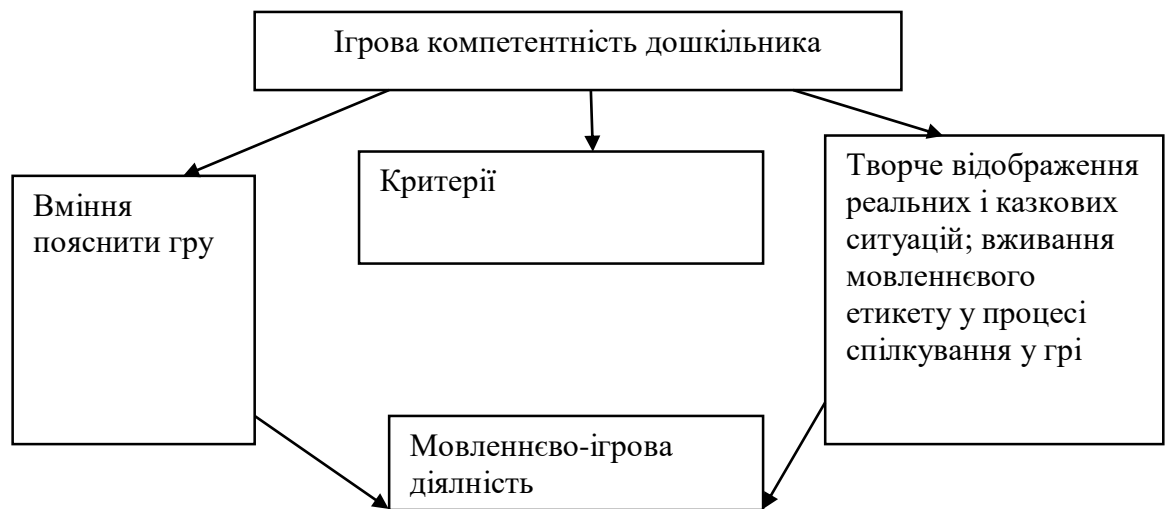 Ігрова компетентність дошкільника
Вміння
пояснити гру
Критерії
Творче відображення
реальних і казкових
ситуацій; вживання
мовленнєвого
етикету у процесі
спілкування у грі
Мовленнєво-ігрова
діялність